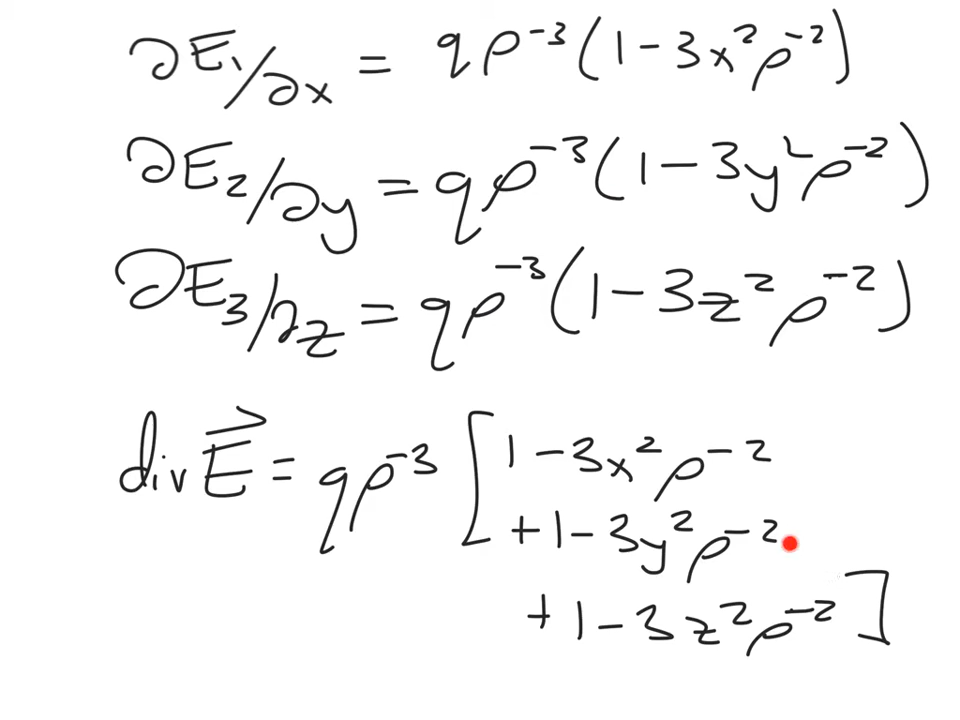 ∂E₁/∂x = qρ⁻³(1 − 3x²ρ⁻²)
∂E₂/∂y = qρ⁻³(1 − 3y²ρ⁻²)
∂E₃/∂z = qρ⁻³(1 − 3z²ρ⁻²)
div E⃗ = qρ⁻³ [1 − 3x²ρ⁻²
+ 1 − 3y²ρ⁻²
+ 1 − 3z²ρ⁻²]